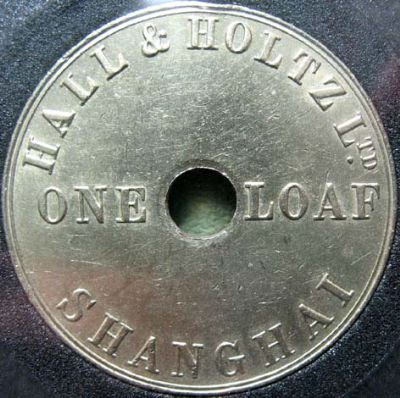 HALL & HOLTZ LTD
ONE LOAF
SHANGHAI